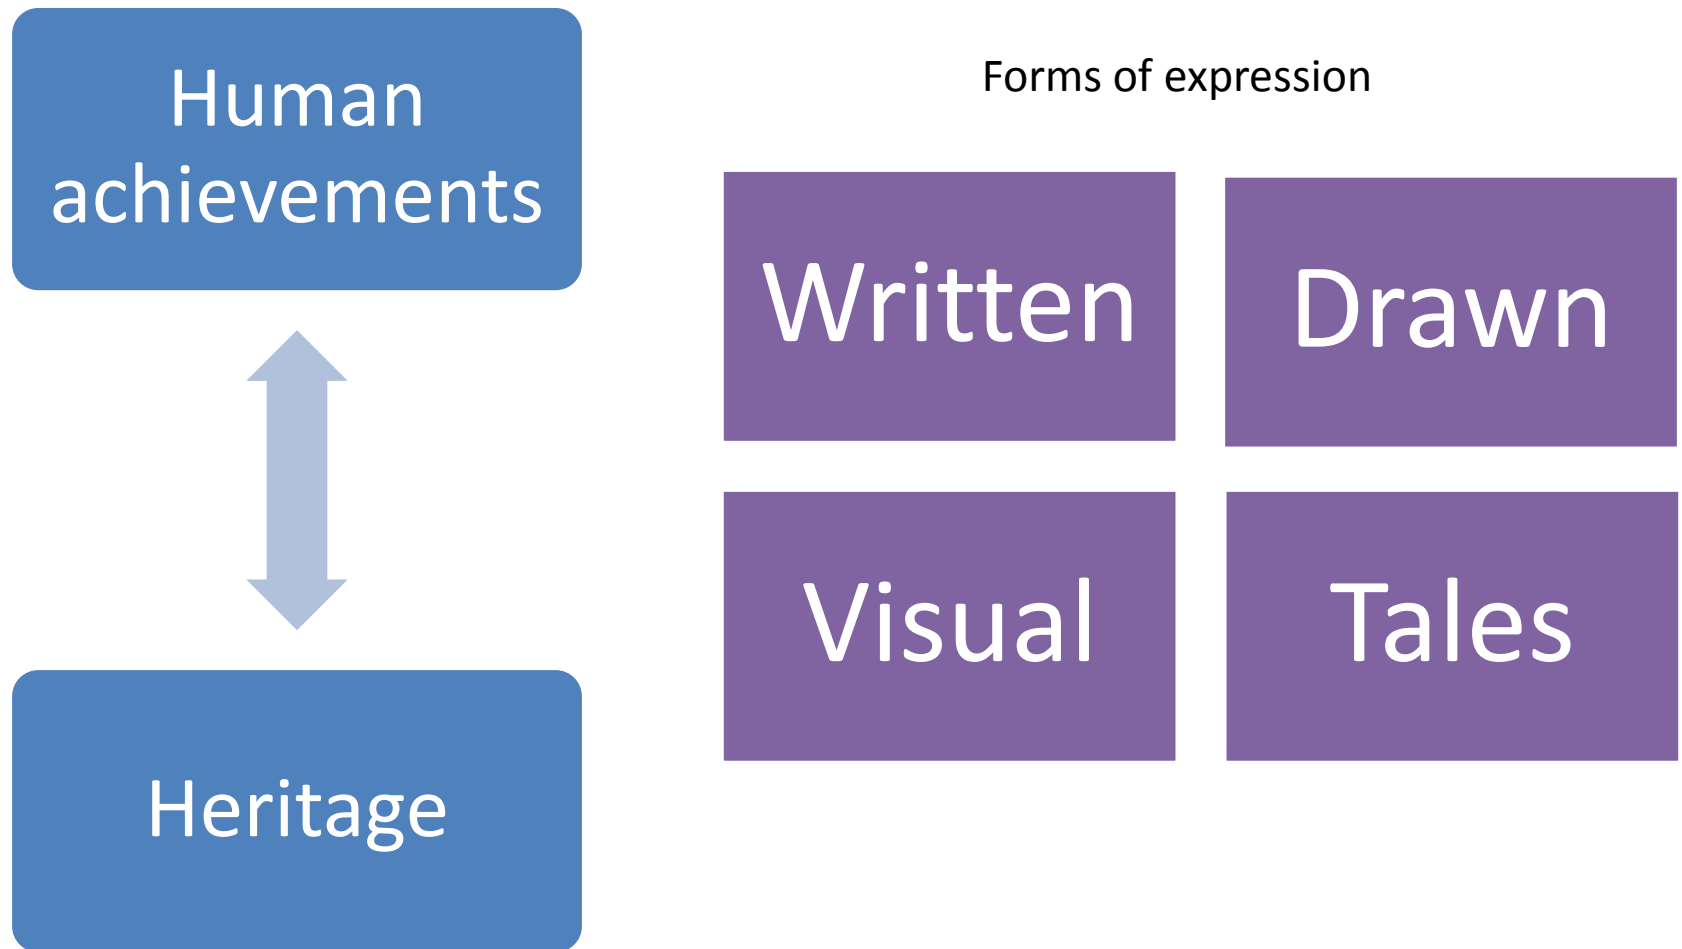 Human
achievements
Heritage
Forms of expression
Written
Drawn
Visual
Tales